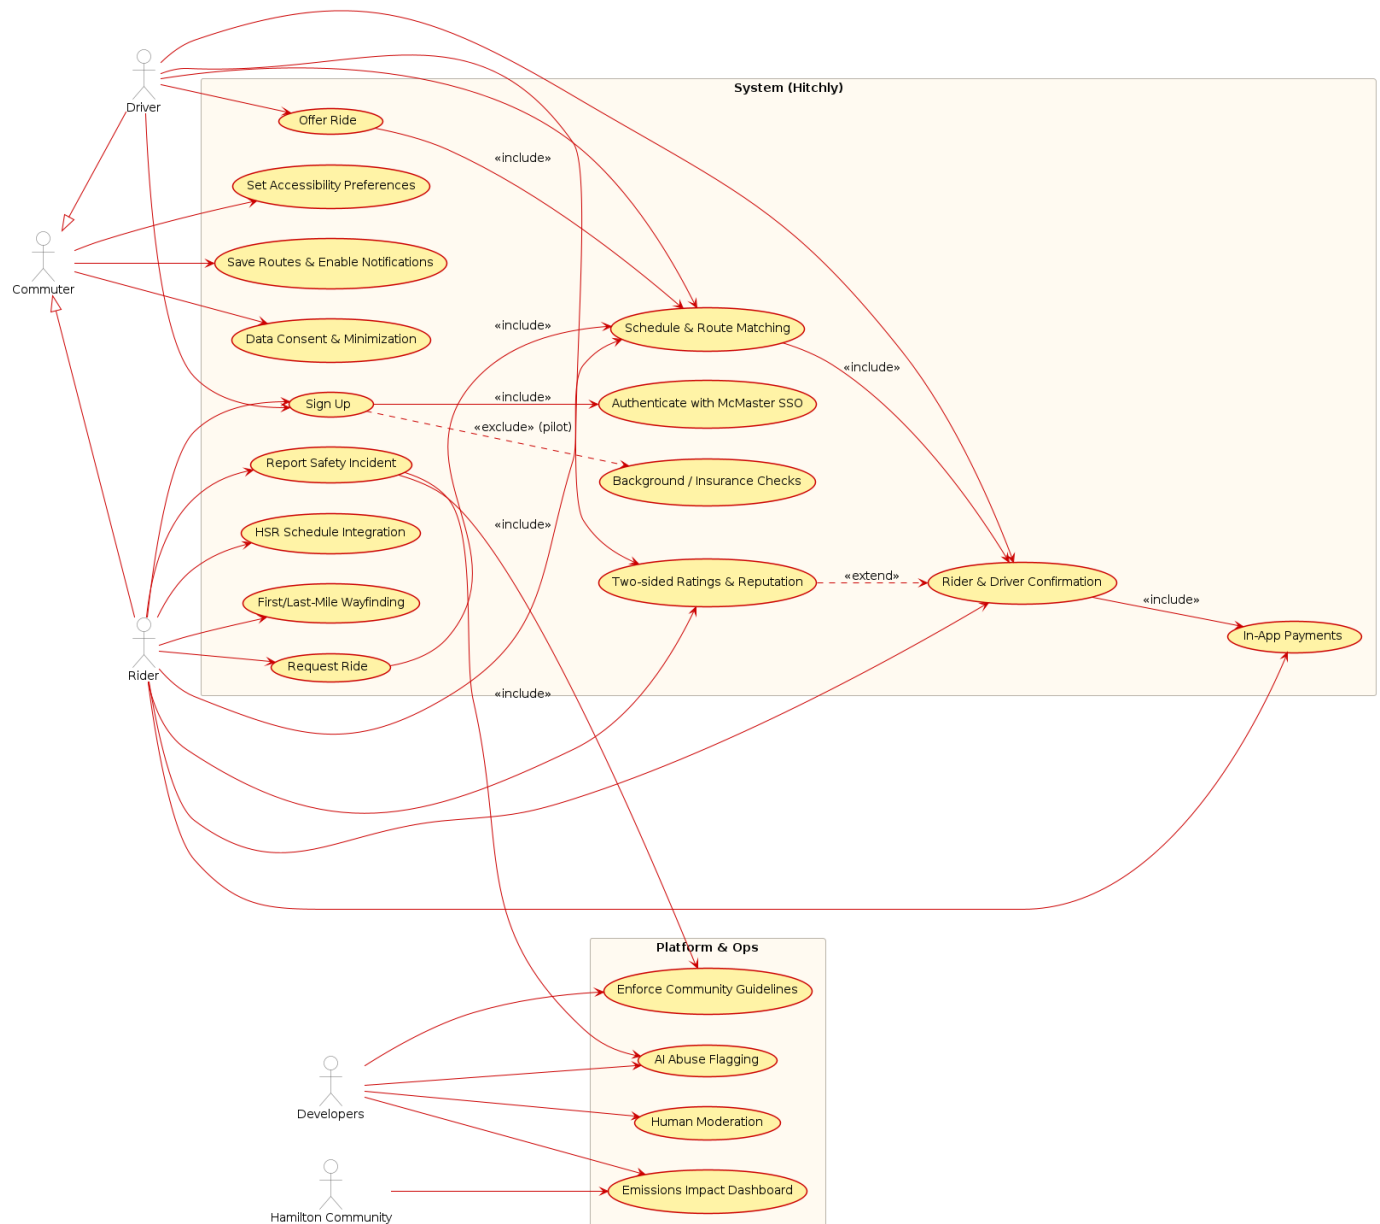 System (Hitchly)
Driver
Offer Ride
«include»
Set Accessibility Preferences
Commuter
Save Routes & Enable Notifications
«include»
Schedule & Route Matching
Data Consent & Minimization
«include»
Sign Up
«include»
Authenticate with McMaster SSO
«exclude» (pilot)
Report Safety Incident
Background / Insurance Checks
HSR Schedule Integration
«include»
Two-sided Ratings & Reputation
«extend»
Rider & Driver Confirmation
«include»
First/Last-Mile Wayfinding
In-App Payments
Rider
Request Ride
«include»
Platform & Ops
Enforce Community Guidelines
AI Abuse Flagging
Developers
Human Moderation
Emissions Impact Dashboard
Hamilton Community